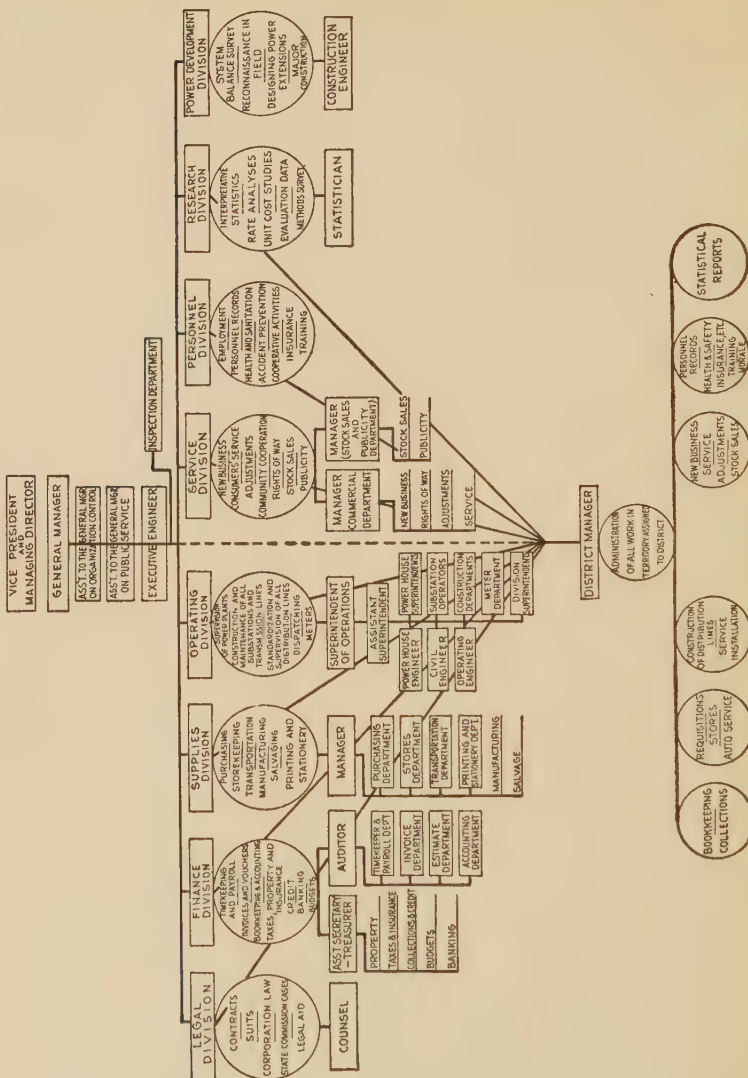 VICE PRESIDENT
AND
MANAGING DIRECTOR
GENERAL MANAGER
ASS'T. TO THE GENERAL MGR
ON ORGANIZATION CONTROL
ASS'T. TO THE GENERAL MGR
ON PUBLIC SERVICE
EXECUTIVE ENGINEER
INSPECTION DEPARTMENT
LEGAL
DIVISION
CONTRACTS
SUITS
CORPORATION LAW
STATE COMMISSION CASES
LEGAL AID
COUNSEL
FINANCE
DIVISION
TIMEKEEPING
AND PAYROLL
INVOICES AND VOUCHERS
BOOKKEEPING & ACCOUNTING
TAXES, PROPERTY AND
INSURANCE
CREDIT
BANKING
BUDGETS
ASS'T SECRETARY
-TREASURER
PROPERTY
TAXES & INSURANCE
COLLECTIONS & CREDIT
BUDGETS
BANKING
AUDITOR
TIMEKEEPER &
PAYROLL DEPT
INVOICE
DEPARTMENT
ESTIMATE
DEPARTMENT
ACCOUNTING
DEPARTMENT
SUPPLIES
DIVISION
PURCHASING
STOREKEEPING
TRANSPORTATION
MANUFACTURING
SALVAGING
PRINTING AND
STATIONERY
MANAGER
PURCHASING
DEPARTMENT
STORES
DEPARTMENT
TRANSPORTATION
DEPARTMENT
PRINTING AND
STATIONERY DEPT.
MANUFACTURING
SALVAGE
OPERATING
DIVISION
SUPERVISION
OF POWER PLANTS
CONSTRUCTION AND
MAINTENANCE OF ALL
SUBSTATIONS AND
TRANSMISSION LINES
STANDARDIZATION AND
SUPERVISION OF ALL
DISTRIBUTION LINES
DISPATCHING
METERS
SUPERINTENDENT
OF OPERATIONS
ASSISTANT
SUPERINTENDENT
POWER HOUSE
ENGINEER
CIVIL
ENGINEER
OPERATING
ENGINEER
POWER HOUSE
SUPERINTENDENTS
SUBSTATION
OPERATORS
CONSTRUCTION
DEPARTMENTS
METER
DEPARTMENT
DIVISION
SUPERINTENDENTS
SERVICE
DIVISION
NEW BUSINESS
CONSUMERS' SERVICE
ADJUSTMENTS
COMMUNITY COOPERATION
RIGHTS OF WAY
STOCK SALES
PUBLICITY
MANAGER
COMMERCIAL
DEPARTMENT
NEW BUSINESS
RIGHTS OF WAY
ADJUSTMENTS
SERVICE
MANAGER
(STOCK SALES
AND
PUBLICITY
DEPARTMENT)
STOCK SALES
PUBLICITY
PERSONNEL
DIVISION
EMPLOYMENT
PERSONNEL RECORDS
HEALTH AND SANITATION
ACCIDENT PREVENTION
COOPERATIVE ACTIVITIES
INSURANCE
TRAINING
RESEARCH
DIVISION
INTERPRETATIVE
STATISTICS
RATE ANALYSES
UNIT COST STUDIES
EVALUATION DATA
METHODS SURVEY
STATISTICIAN
POWER DEVELOPMENT
DIVISION
SYSTEM
BALANCE SURVEY
RECONNAISSANCE IN
FIELD
DESIGNING POWER
EXTENSIONS
MAJOR
CONSTRUCTION
CONSTRUCTION
ENGINEER
DISTRICT MANAGER
ADMINISTRATION
OF ALL WORK IN
TERRITORY ASSIGNED
TO DISTRICT
BOOKKEEPING
COLLECTIONS
REQUISITIONS
STORES
AUTO SERVICE
CONSTRUCTION
OF DISTRIBUTION
LINES
SERVICE
INSTALLATION
NEW BUSINESS
SERVICE
ADJUSTMENTS
STOCK SALES
PERSONNEL
RECORDS
HEALTH & SAFETY
INSURANCE, ETC.
TRAINING
MORALE
STATISTICAL
REPORTS